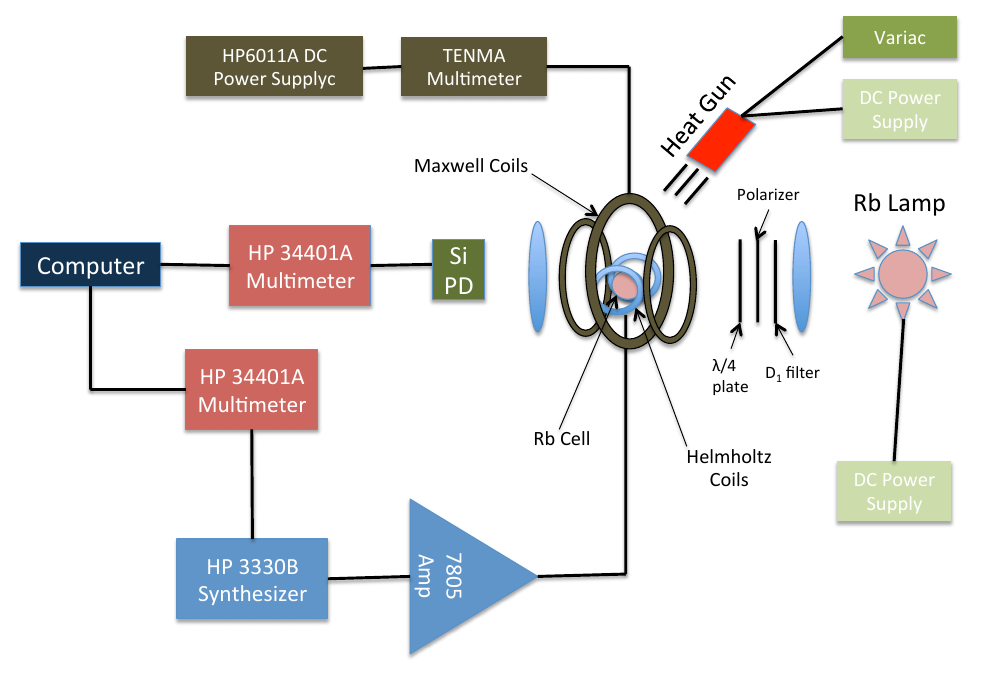 HP6011A DC
Power Supplyc
TENMA
Multimeter
Variac
DC Power
Supply
Heat Gun
Maxwell Coils
Polarizer
Rb Lamp
Computer
HP 34401A
Multimeter
Si
PD
λ/4
plate
D₁ filter
HP 34401A
Multimeter
Rb Cell
Helmholtz
Coils
DC Power
Supply
HP 3330B
Synthesizer
7805
Amp